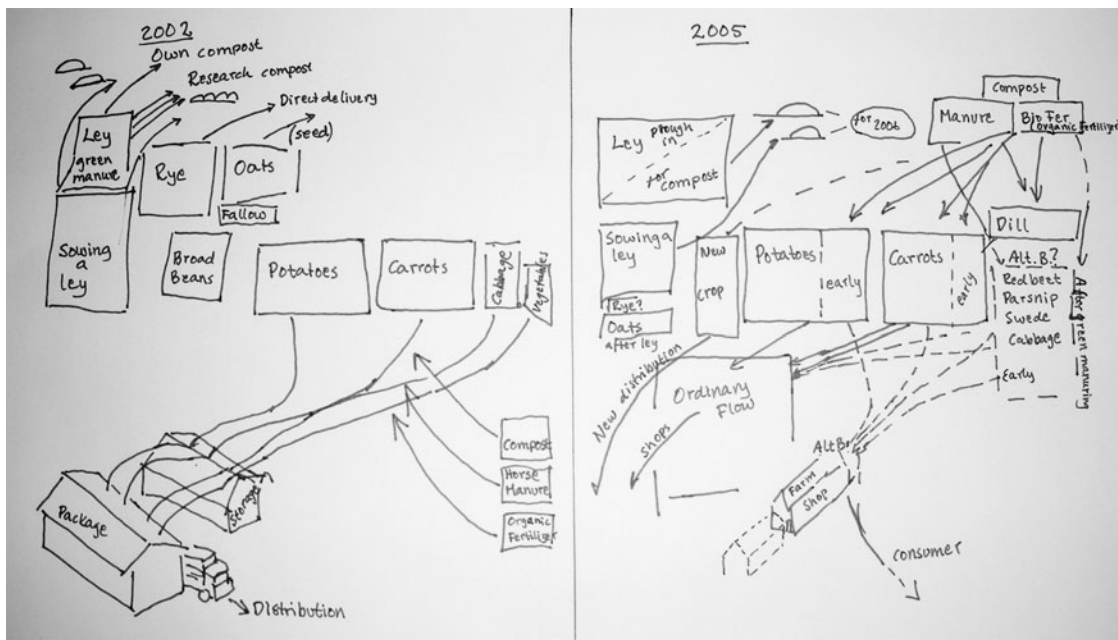 2002
Own compost
Research compost
Direct delivery
(seed)
Ley
green
manure
Rye
Oats
Fallow
Sowing
a
ley
Broad
Beans
Potatoes
Carrots
Cabbage
Vegetables
Compost
Horse
Manure
Organic
Fertilizer
Storage
Package
Distribution
2005
Compost
Manure
Bio Fer
(Organic Fertilizer)
for 2006
Ley plough
in
for
compost
Sowing a
ley
Rye?
Oats
after ley
New
crop
Potatoes
early
Carrots
early
Dill
Alt. B.?
Redbeet
Parsnip
Swede
Cabbage
Early
After green manuring
New distribution
Ordinary
Flow
shops
Alt B.
Farm
shop
consumer